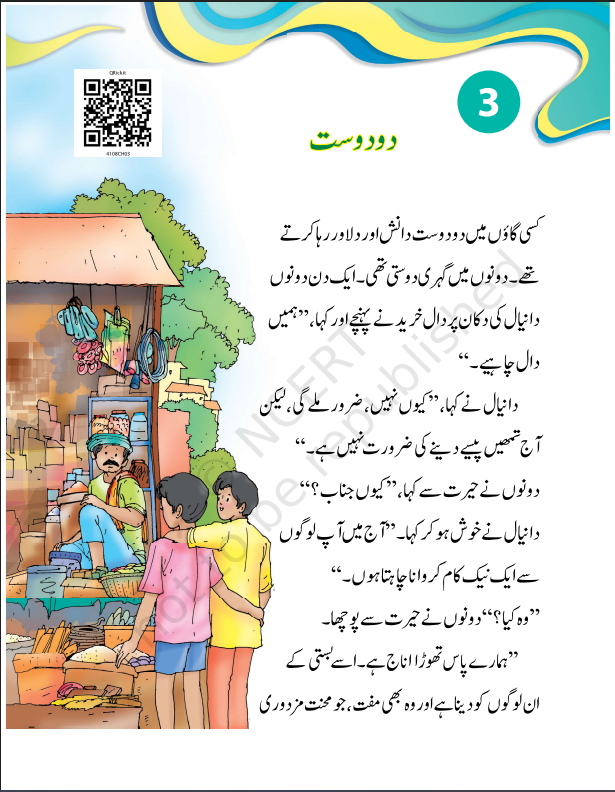 QRichit
4108CH03
3
دو دوست
کسی گاؤں میں دو دوست دانش اور دلاور رہا کرتے
تھے۔ دونوں میں گہری دوستی تھی۔ ایک دن دونوں
دانیال کی دکان پر دال خریدنے پہنچے اور کہا، ”ہمیں
دال چاہیے۔“
دانیال نے کہا، ”کیوں نہیں، ضرور ملے گی، لیکن
آج تمھیں پیسے دینے کی ضرورت نہیں ہے۔“
دونوں نے حیرت سے کہا، ”کیوں جناب؟“
دانیال نے خوش ہو کر کہا۔ ”آج میں آپ لوگوں
سے ایک نیک کام کروانا چاہتا ہوں۔“
”وہ کیا؟“ دونوں نے حیرت سے پوچھا۔
”ہمارے پاس تھوڑا اناج ہے۔ اسے بستی کے
ان لوگوں کو دینا ہے اور وہ بھی مفت، جو محنت مزدوری
© NCERT
not to be republished